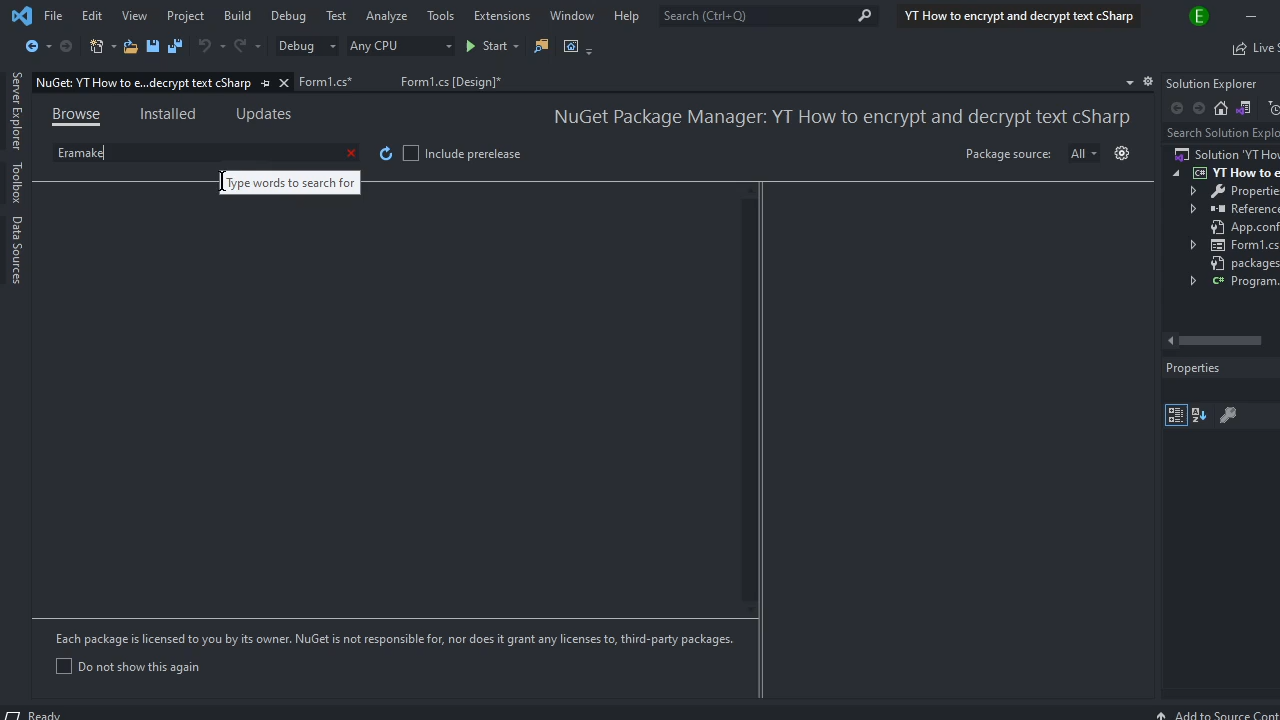 File Edit View Project Build Debug Test Analyze Tools Extensions Window Help Search (Ctrl+Q) YT How to encrypt and decrypt text cSharp E
Debug Any CPU Start Live S
NuGet: YT How to e...decrypt text cSharp Form1.cs* Form1.cs [Design]*
Server Explorer
Toolbox
Data Sources
Browse Installed Updates
NuGet Package Manager: YT How to encrypt and decrypt text cSharp
Eramake
Include prerelease
Package source: All
Type words to search for
Each package is licensed to you by its owner. NuGet is not responsible for, nor does it grant any licenses to, third-party packages.
Do not show this again
Solution Explorer
Search Solution Explo
Solution 'YT Hov
YT How to e
Propertie
Reference
App.conf
Form1.cs
packages
Program.
Properties
Ready
Add to Source Cont